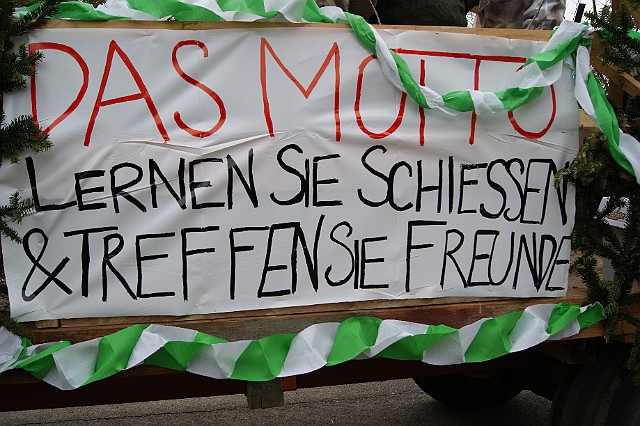 DAS MOTTO
LERNEN SIE SCHIESSEN
& TREFFEN SIE FREUNDE